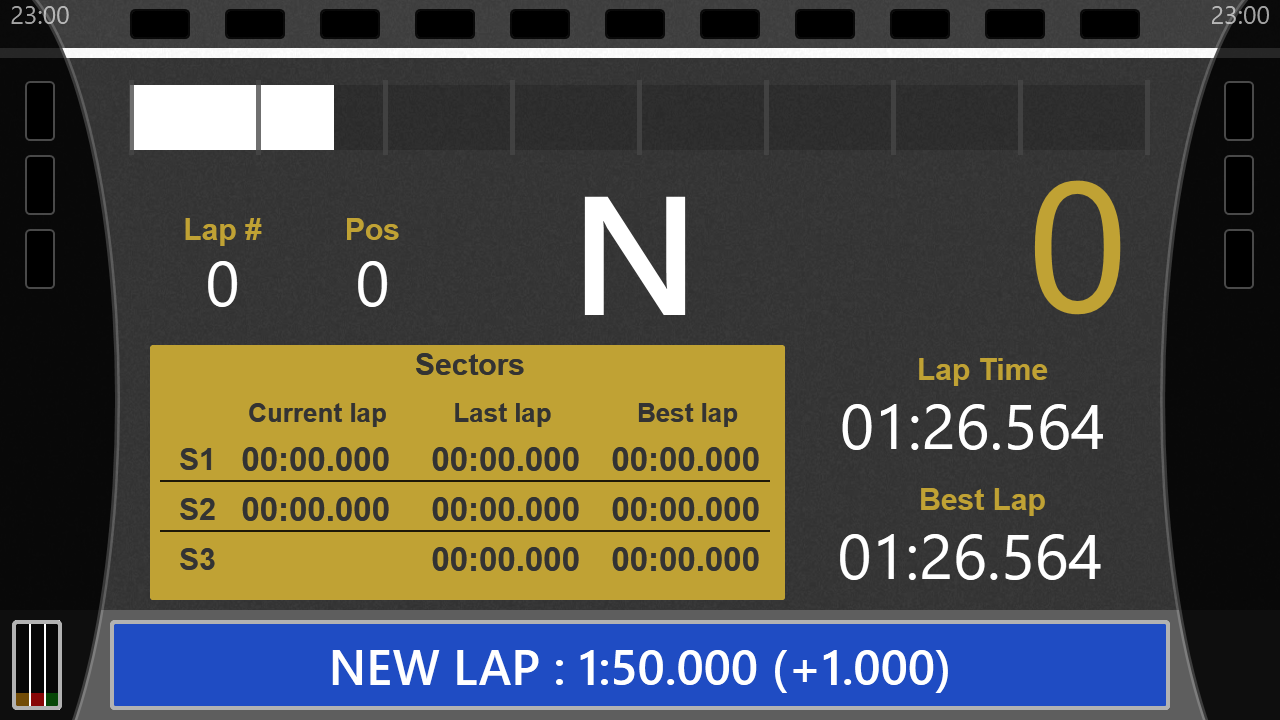 23:00 23:00
Lap # Pos N 0
0 0
Sectors
Current lap Last lap Best lap
S1 00:00.000 00:00.000 00:00.000
S2 00:00.000 00:00.000 00:00.000
S3 00:00.000 00:00.000
Lap Time
01:26.564
Best Lap
01:26.564
NEW LAP : 1:50.000 (+1.000)